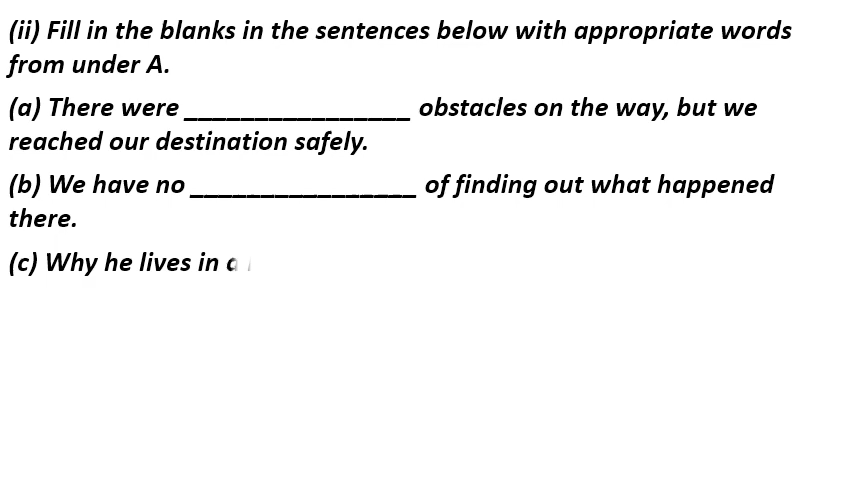 (ii) Fill in the blanks in the sentences below with appropriate words
from under A.
(a) There were ________________ obstacles on the way, but we
reached our destination safely.
(b) We have no ________________ of finding out what happened
there.
(c) Why he lives in